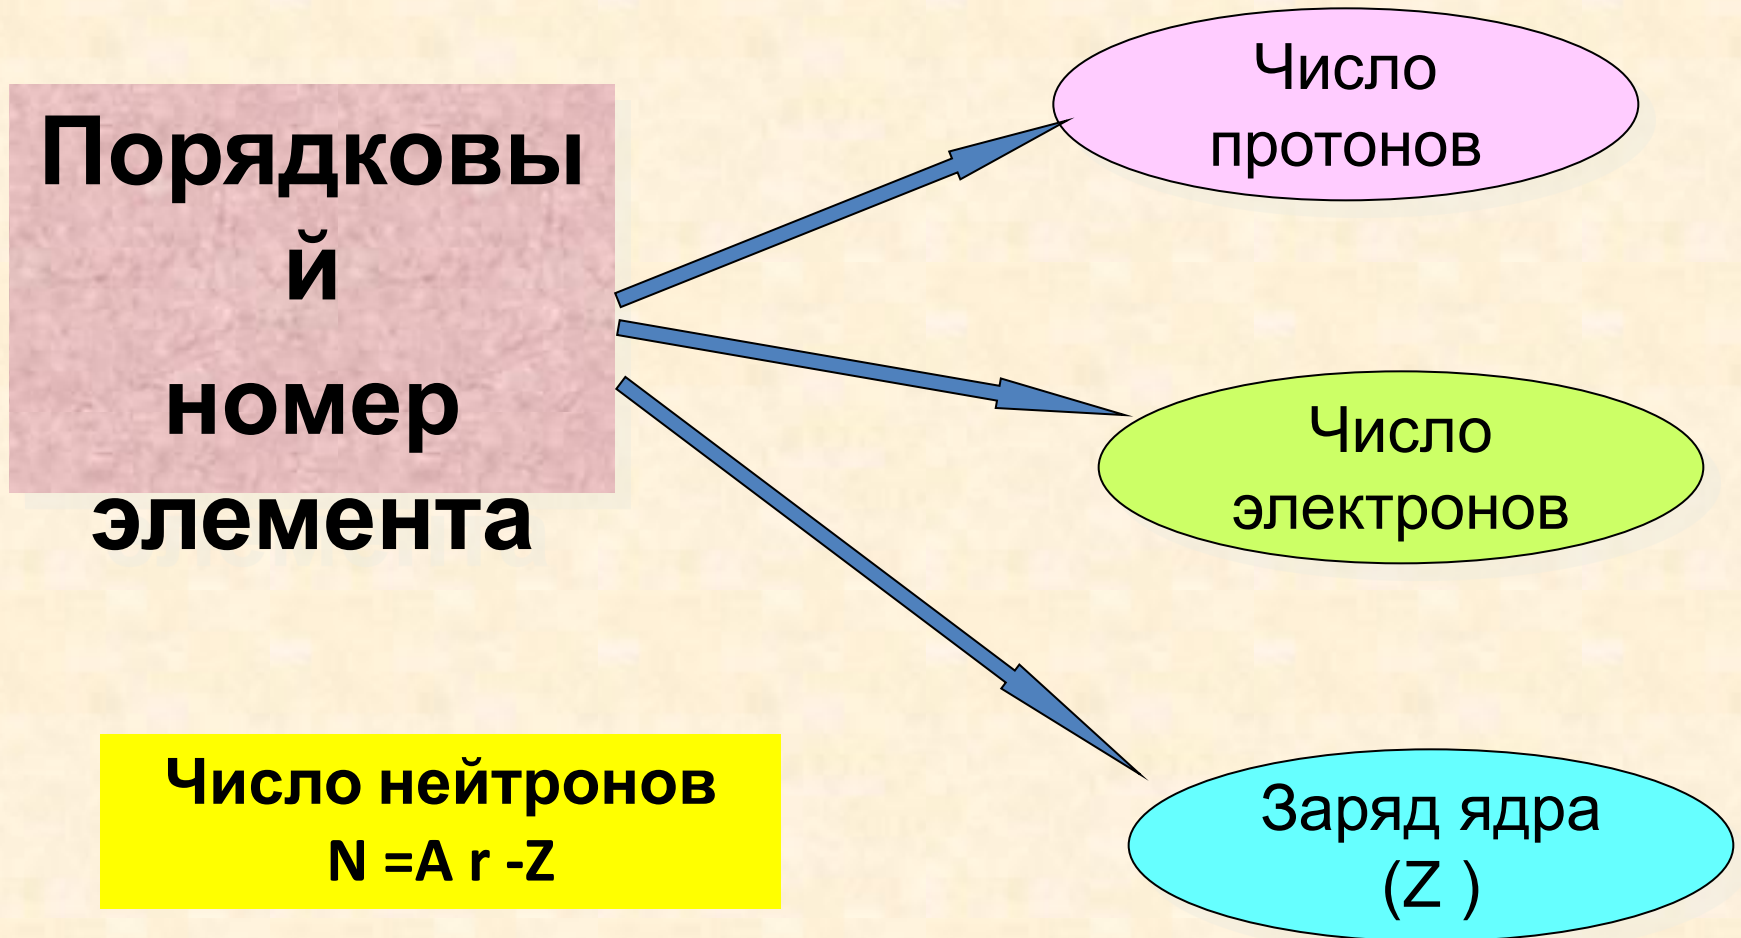 Порядковы
й
номер
элемента
Число
протонов
Число
электронов
Заряд ядра
(Z )
Число нейтронов
N =A r -Z